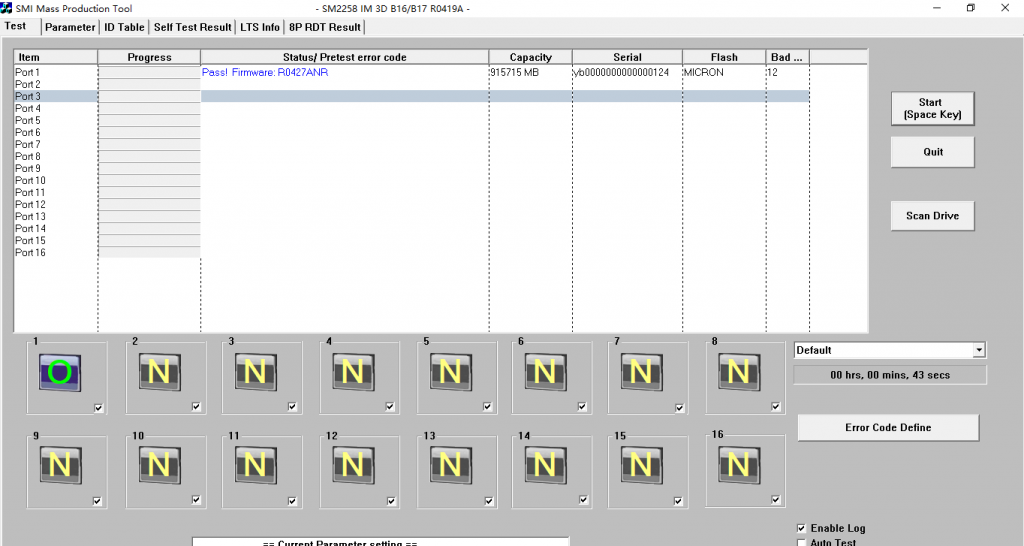 SMI Mass Production Tool - SM2258 IM 3D B16/B17 R0419A -
Test Parameter ID Table Self Test Result LTS Info 8P RDT Result
Item Progress Status/ Pretest error code Capacity Serial Flash Bad ...
Port 1 Pass! Firmware: R0427ANR 915715 MB yb0000000000000124 MICRON 12
Port 2
Port 3
Port 4
Port 5
Port 6
Port 7
Port 8
Port 9
Port 10
Port 11
Port 12
Port 13
Port 14
Port 15
Port 16
Start
(Space Key)
Quit
Scan Drive
1 2 3 4 5 6 7 8
O N N N N N N N
Default
00 hrs, 00 mins, 43 secs
Error Code Define
9 10 11 12 13 14 15 16
N N N N N N N N
Enable Log
Auto Test
== Current Parameter setting ==